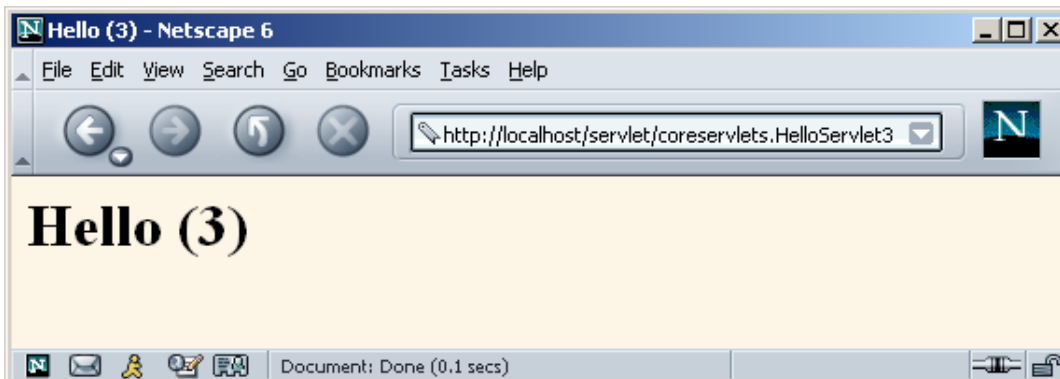 Hello (3) - Netscape 6
File Edit View Search Go Bookmarks Tasks Help
http://localhost/servlet/coreservlets.HelloServlet3
N
Hello (3)
Document: Done (0.1 secs)